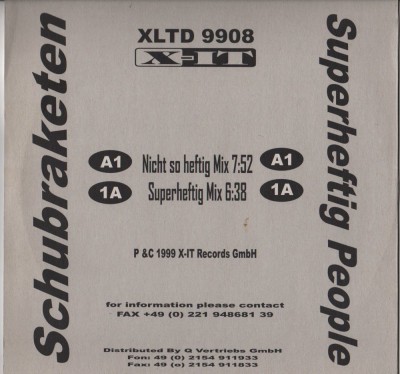 XLTD 9908
X-IT
Schubraketen
Superheftig People
A1 Nicht so heftig Mix 7:52 A1
1A Superheftig Mix 6:38 1A
P & C 1999 X-IT Records GmbH
for information please contact
FAX +49 (0) 221 948681 39
Distributed By Q Vertriebs GmbH
Fon: 49 (0) 2154 911933
Fax: 49 (o) 2154 911833